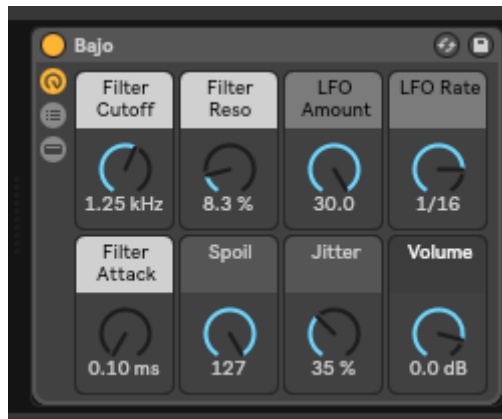 Bajo
Filter Cutoff
Filter Reso
LFO Amount
LFO Rate
1.25 kHz
8.3 %
30.0
1/16
Filter Attack
Spoil
Jitter
Volume
0.10 ms
127
35 %
0.0 dB